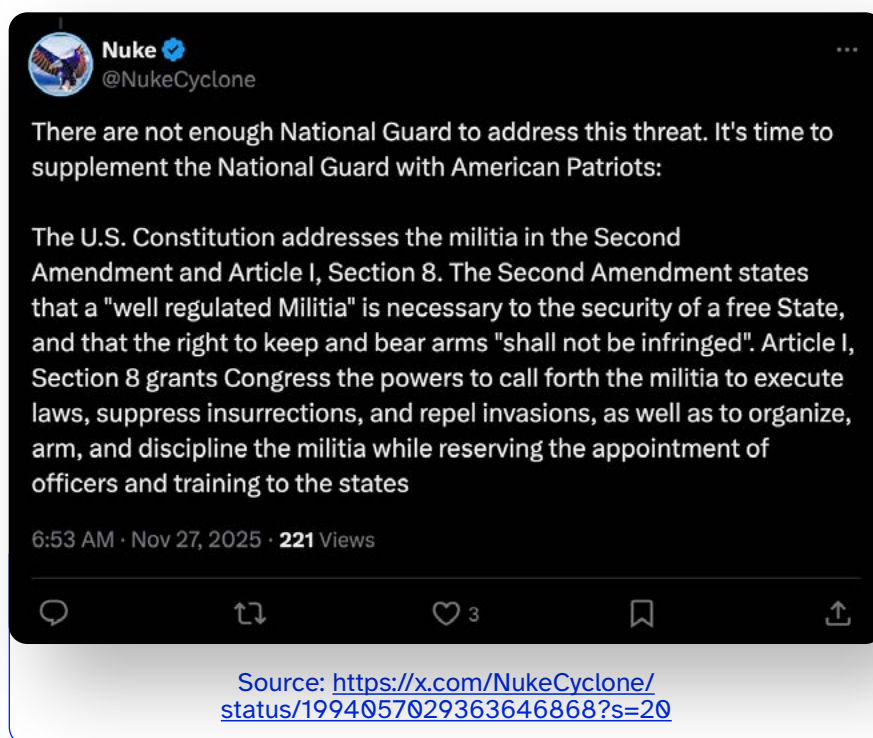 Nuke
@NukeCyclone
There are not enough National Guard to address this threat. It's time to
supplement the National Guard with American Patriots:
The U.S. Constitution addresses the militia in the Second
Amendment and Article I, Section 8. The Second Amendment states
that a "well regulated Militia" is necessary to the security of a free State,
and that the right to keep and bear arms "shall not be infringed". Article I,
Section 8 grants Congress the powers to call forth the militia to execute
laws, suppress insurrections, and repel invasions, as well as to organize,
arm, and discipline the militia while reserving the appointment of
officers and training to the states
6:53 AM · Nov 27, 2025 · 221 Views
3
Source: https://x.com/NukeCyclone/
status/1994057029363646868?s=20